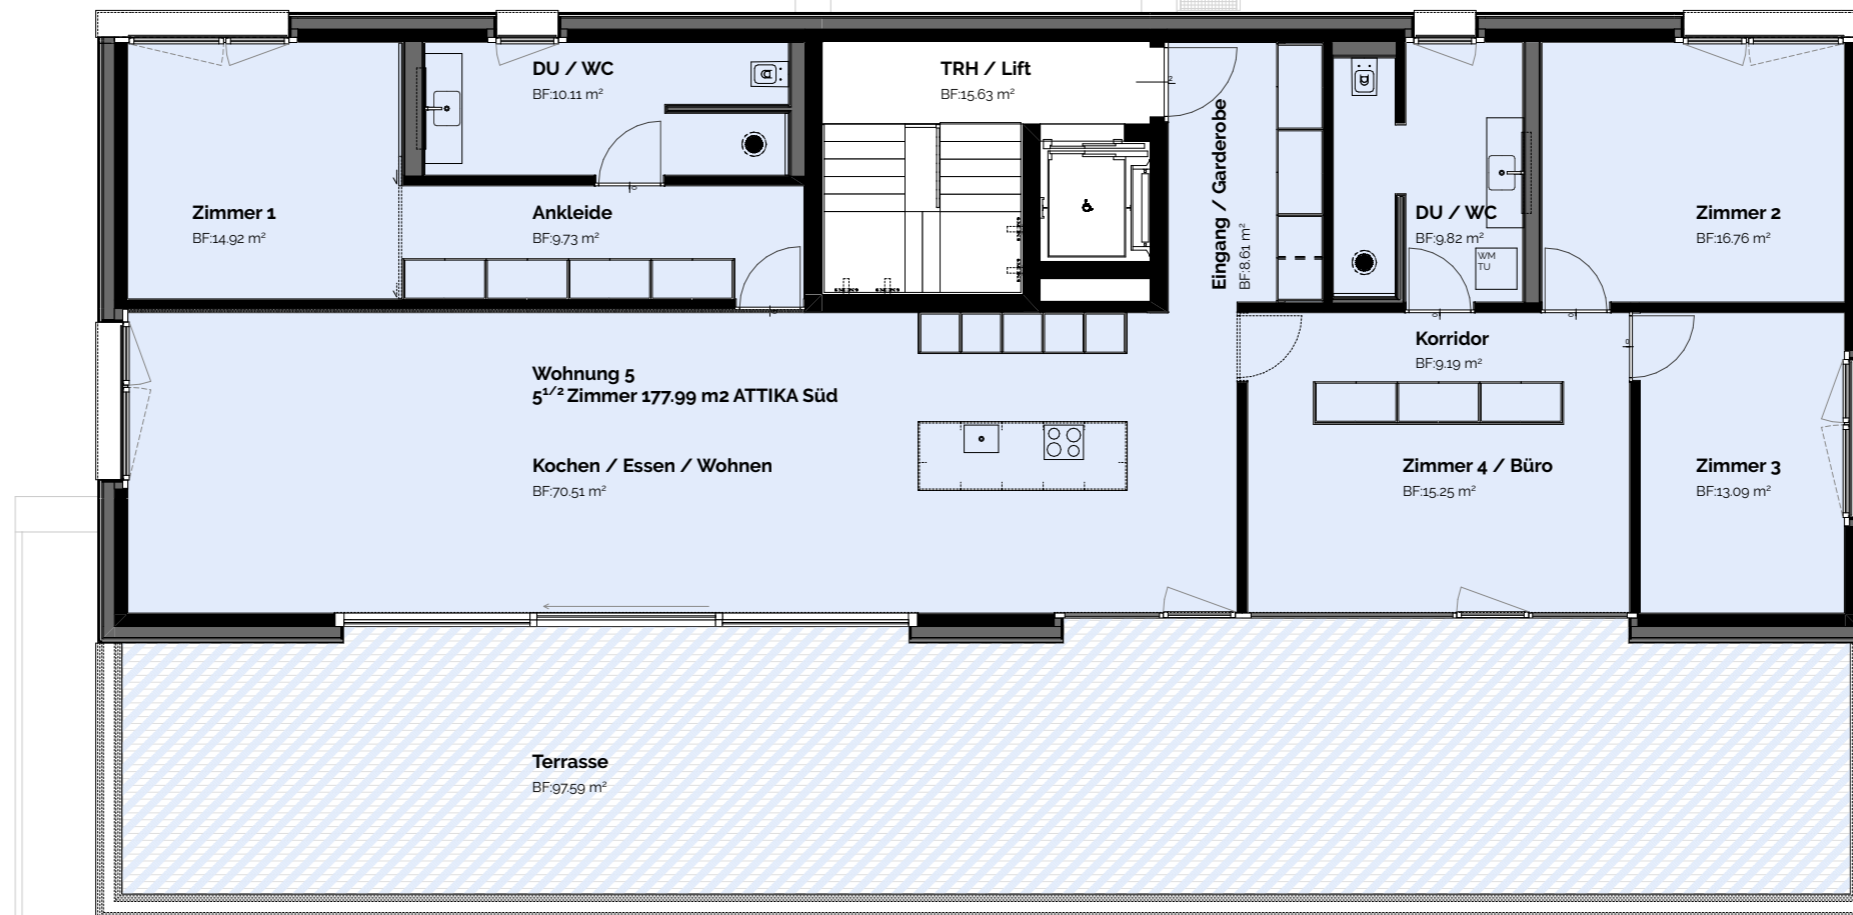 DU / WC
BF:10.11 m²
TRH / Lift
BF:15.63 m²
Eingang / Garderobe
BF:8.61 m²
Zimmer 1
BF:14.92 m²
Ankleide
BF:9.73 m²
DU / WC
BF:9.82 m²
WM
TU
Zimmer 2
BF:16.76 m²
Korridor
BF:9.19 m²
Wohnung 5
5¹/² Zimmer 177.99 m2 ATTIKA Süd
Kochen / Essen / Wohnen
BF:70.51 m²
Zimmer 4 / Büro
BF:15.25 m²
Zimmer 3
BF:13.09 m²
Terrasse
BF:97.59 m²